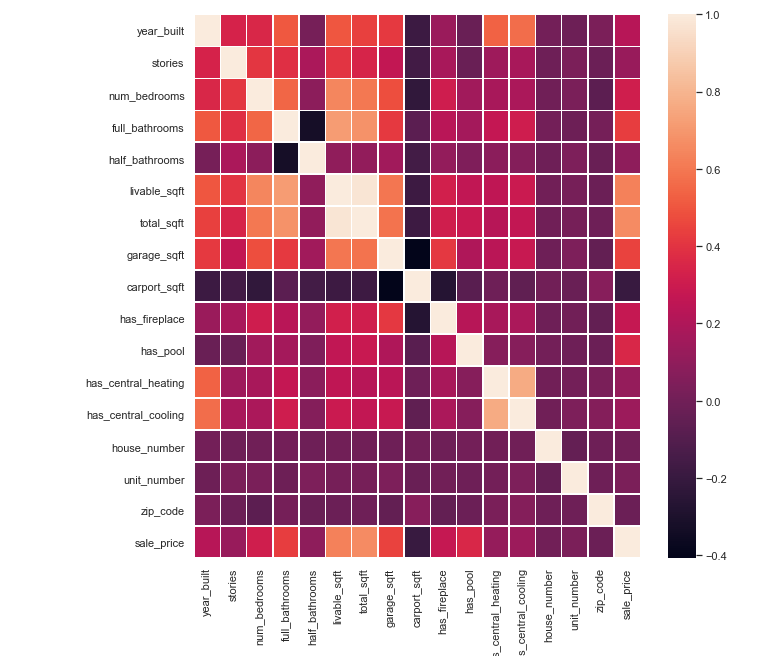 year_built
stories
num_bedrooms
full_bathrooms
half_bathrooms
livable_sqft
total_sqft
garage_sqft
carport_sqft
has_fireplace
has_pool
has_central_heating
has_central_cooling
house_number
unit_number
zip_code
sale_price
year_built
stories
num_bedrooms
full_bathrooms
half_bathrooms
livable_sqft
total_sqft
garage_sqft
carport_sqft
has_fireplace
has_pool
s_central_heating
s_central_cooling
house_number
unit_number
zip_code
sale_price
1.0
0.8
0.6
0.4
0.2
0.0
−0.2
−0.4